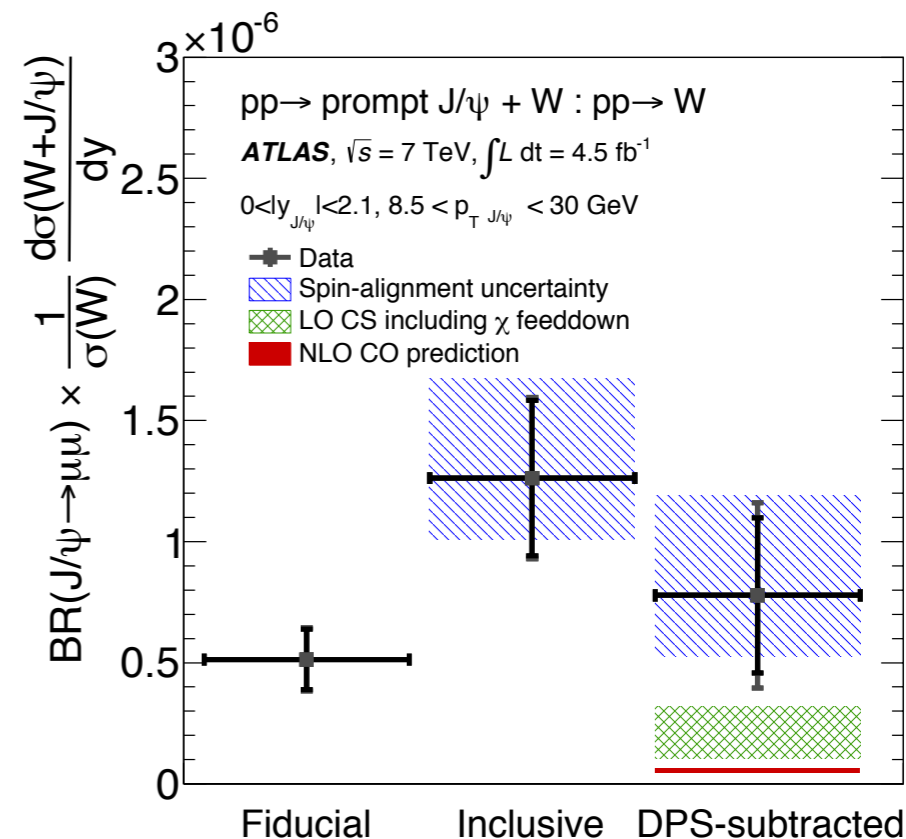 3×10⁻⁶
BR(J/ψ→μμ) × 1/σ(W) dσ(W+J/ψ)/dy
pp→ prompt J/ψ + W : pp→ W
ATLAS, √s = 7 TeV, ∫L dt = 4.5 fb⁻¹
0<|y_J/ψ|<2.1, 8.5 < p_T J/ψ < 30 GeV
Data
Spin-alignment uncertainty
LO CS including χ feeddown
NLO CO prediction
2.5
2
1.5
1
0.5
0
Fiducial Inclusive DPS-subtracted